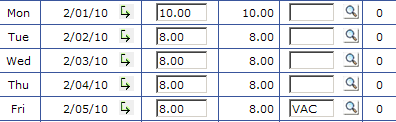 Mon 2/01/10 10.00 10.00 0
Tue 2/02/10 8.00 8.00 0
Wed 2/03/10 8.00 8.00 0
Thu 2/04/10 8.00 8.00 0
Fri 2/05/10 8.00 8.00 VAC 0